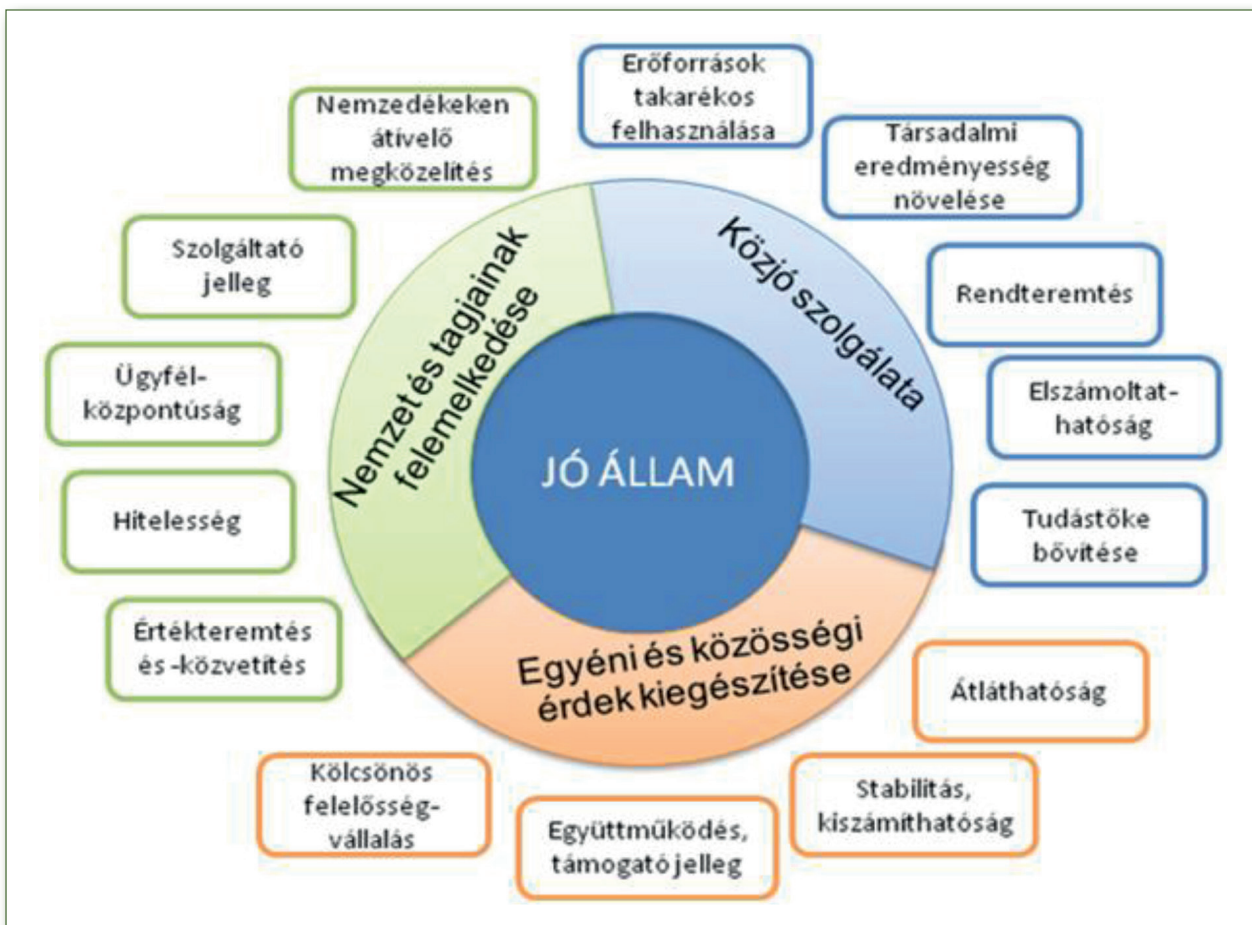 Erőforrások
takarékos
felhasználása
Társadalmi
eredményesség
növelése
Rendteremtés
Elszámoltat-
hatóság
Tudástőke
bővítése
Átláthatóság
Stabilitás,
kiszámíthatóság
Együttműködés,
támogató jelleg
Kölcsönös
felelősség-
vállalás
Értékteremtés
és -közvetítés
Hitelesség
Ügyfél-
központúság
Szolgáltató
jelleg
Nemzedékeken
átívelő
megközelítés
Közjó szolgálata
Egyéni és közösségi
érdek kiegészítése
Nemzet és tagjainak
felemelkedése
JÓ ÁLLAM